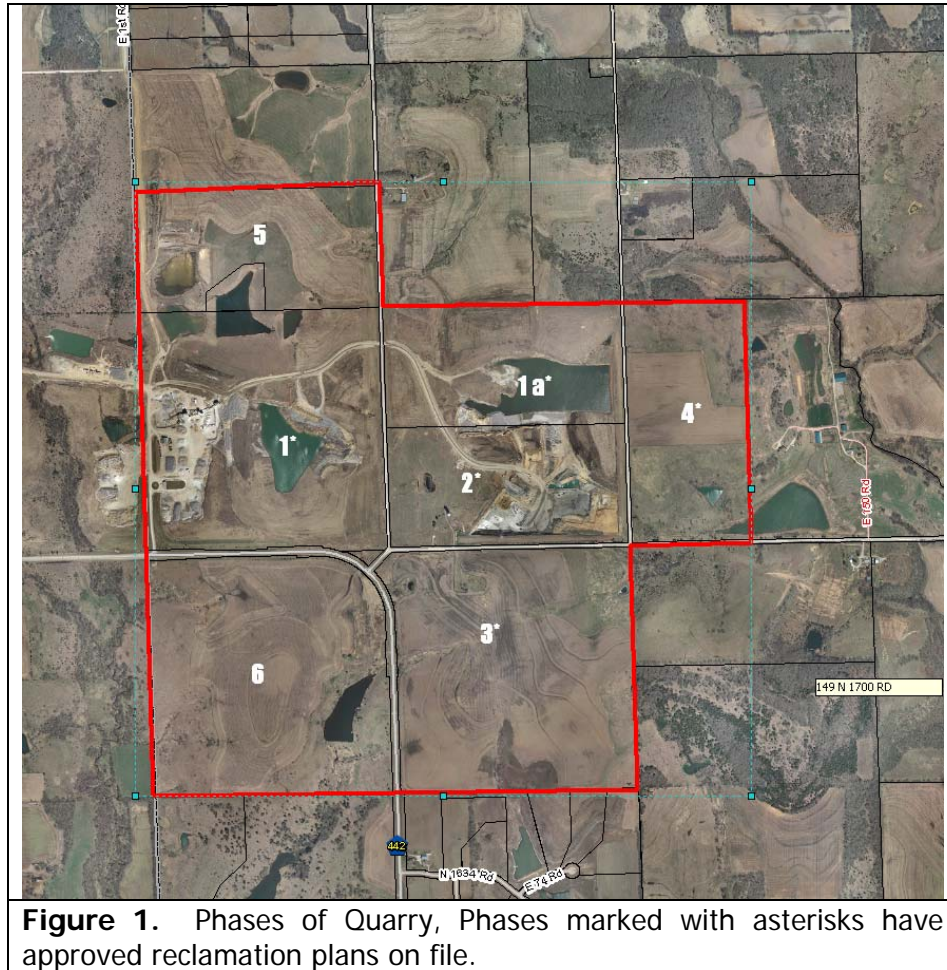 E 1st Rd
5
1a*
4*
1*
2*
E 150 Rd
3*
6
149 N 1700 RD
442
N 1634 Rd
E 74 Rd
Figure 1. Phases of Quarry, Phases marked with asterisks have
approved reclamation plans on file.